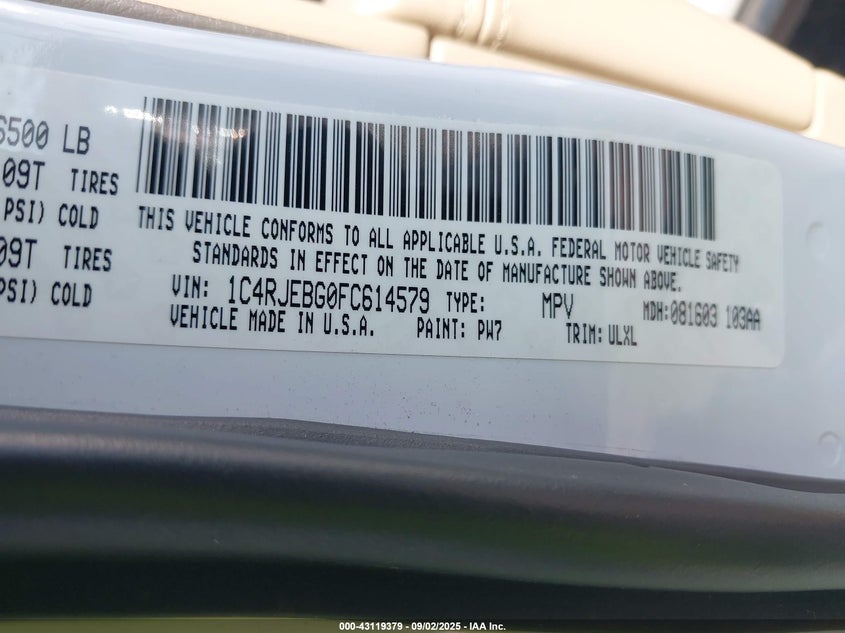 6500 LB
09T TIRES
PSI) COLD
09T TIRES
PSI) COLD
THIS VEHICLE CONFORMS TO ALL APPLICABLE U.S.A. FEDERAL MOTOR VEHICLE SAFETY
STANDARDS IN EFFECT ON THE DATE OF MANUFACTURE SHOWN ABOVE.
VIN: 1C4RJEBG0FC614579 TYPE: MPV MDH:081603 103AA
VEHICLE MADE IN U.S.A. PAINT: PW7 TRIM: ULXL
000-43119379 - 09/02/2025 - IAA Inc.